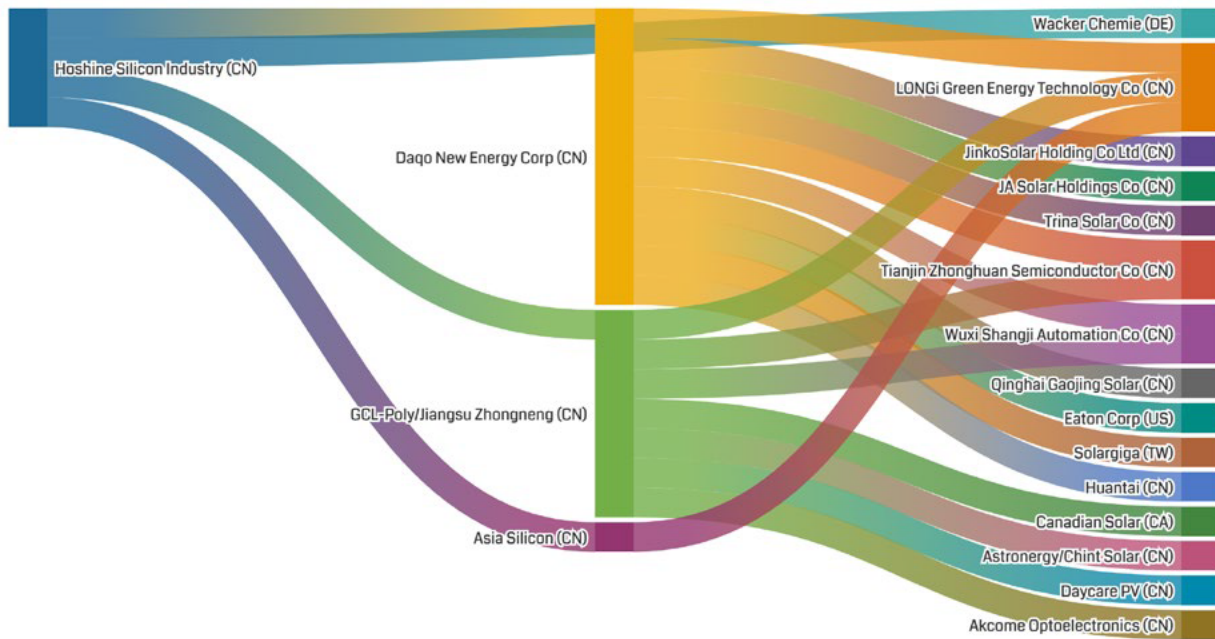 Hoshine Silicon Industry (CN)
Daqo New Energy Corp (CN)
GCL-Poly/Jiangsu Zhongneng (CN)
Asia Silicon (CN)
Wacker Chemie (DE)
LONGi Green Energy Technology Co (CN)
JinkoSolar Holding Co Ltd (CN)
JA Solar Holdings Co (CN)
Trina Solar Co (CN)
Tianjin Zhonghuan Semiconductor Co (CN)
Wuxi Shangji Automation Co (CN)
Qinghai Gaojing Solar (CN)
Eaton Corp (US)
Solargiga (TW)
Huantai (CN)
Canadian Solar (CA)
Astronergy/Chint Solar (CN)
Daycare PV (CN)
Akcome Optoelectronics (CN)